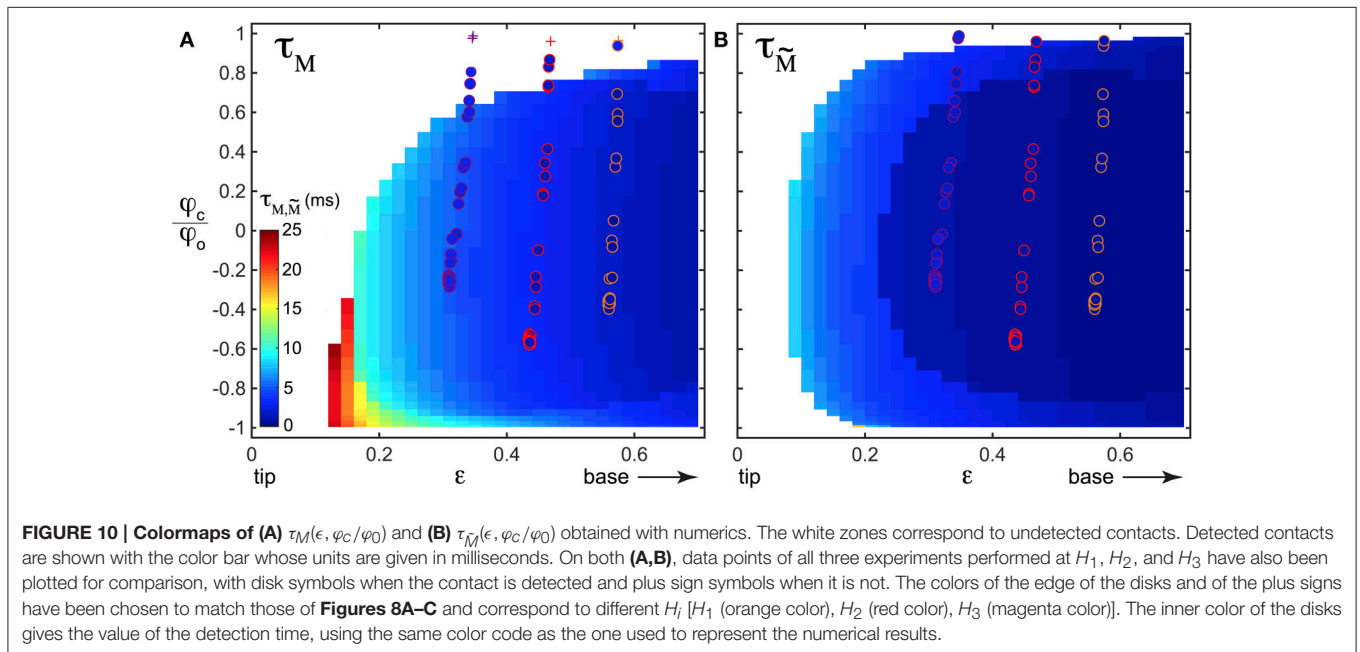 A
τM
B
τM̃
1
0.8
0.6
0.4
0.2
0
-0.2
-0.4
-0.6
-0.8
-1
φc
φo
τM,M̃ (ms)
25
20
15
10
5
0
0 0.2 0.4 0.6
tip ε base
0 0.2 0.4 0.6
tip ε base
FIGURE 10 | Colormaps of (A) τM(ϵ, φc/φ0) and (B) τM̃(ϵ, φc/φ0) obtained with numerics. The white zones correspond to undetected contacts. Detected contacts
are shown with the color bar whose units are given in milliseconds. On both (A,B), data points of all three experiments performed at H1, H2, and H3 have also been
plotted for comparison, with disk symbols when the contact is detected and plus sign symbols when it is not. The colors of the edge of the disks and of the plus signs
have been chosen to match those of Figures 8A–C and correspond to different Hi [H1 (orange color), H2 (red color), H3 (magenta color)]. The inner color of the disks
gives the value of the detection time, using the same color code as the one used to represent the numerical results.